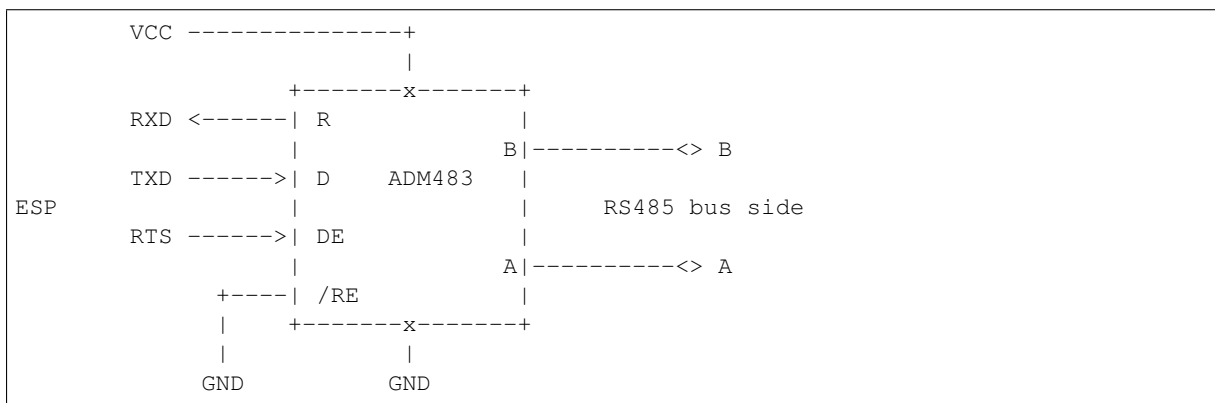 VCC ---------------+
|
+-------x-------+
RXD <------| R |
| B|----------<> B
TXD ------>| D ADM483 |
ESP | | RS485 bus side
RTS ------>| DE |
| A|----------<> A
+----| /RE |
| +-------x-------+
| |
GND GND